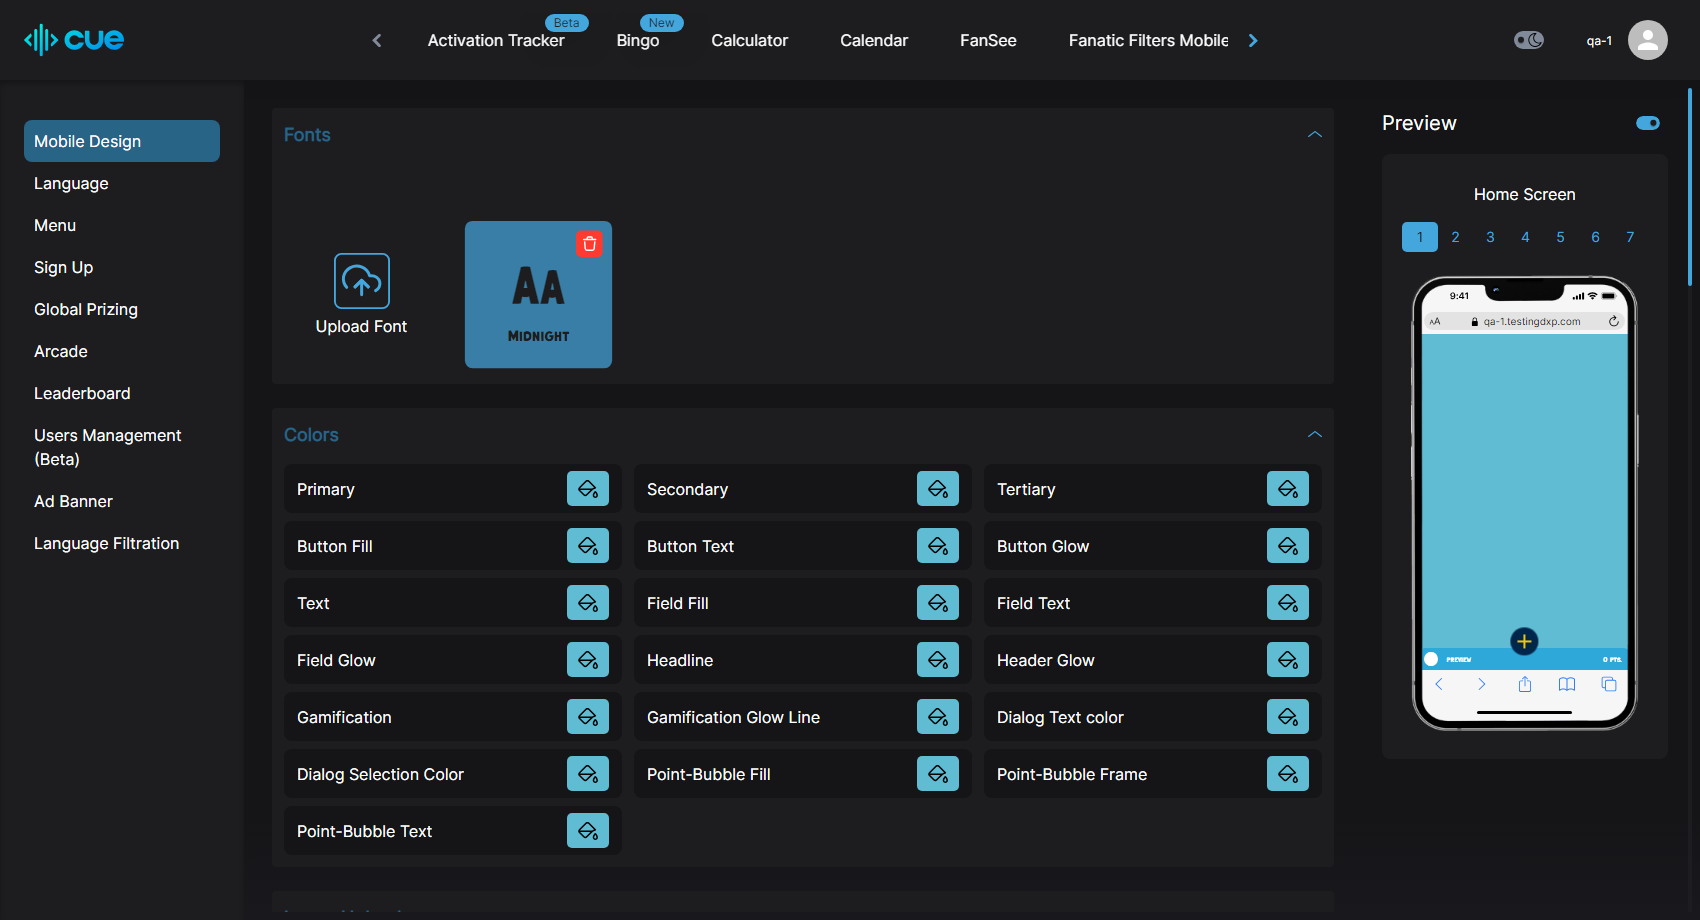 cue
Beta
New
Activation Tracker
Bingo
Calculator
Calendar
FanSee
Fanatic Filters Mobile
qa-1
Mobile Design
Language
Menu
Sign Up
Global Prizing
Arcade
Leaderboard
Users Management
(Beta)
Ad Banner
Language Filtration
Fonts
Upload Font
AA
MIDNIGHT
Colors
Primary
Secondary
Tertiary
Button Fill
Button Text
Button Glow
Text
Field Fill
Field Text
Field Glow
Headline
Header Glow
Gamification
Gamification Glow Line
Dialog Text color
Dialog Selection Color
Point-Bubble Fill
Point-Bubble Frame
Point-Bubble Text
Preview
Home Screen
1 2 3 4 5 6 7
9:41
AA qa-1.testingdxp.com
PREVIEW 0 PTS.